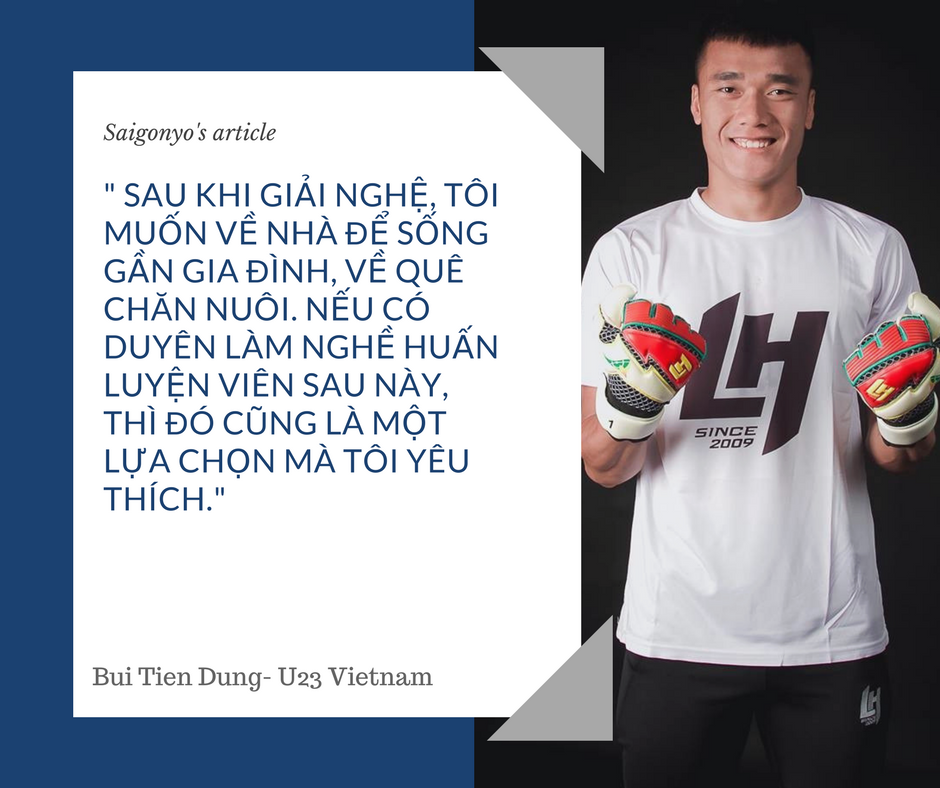 Saigonyo's article
" SAU KHI GIẢI NGHỆ, TÔI
MUỐN VỀ NHÀ ĐỂ SỐNG
GẦN GIA ĐÌNH, VỀ QUÊ
CHĂN NUÔI. NẾU CÓ
DUYÊN LÀM NGHỀ HUẤN
LUYỆN VIÊN SAU NÀY,
THÌ ĐÓ CŨNG LÀ MỘT
LỰA CHỌN MÀ TÔI YÊU
THÍCH."
Bui Tien Dung- U23 Vietnam
LH
SINCE
2009